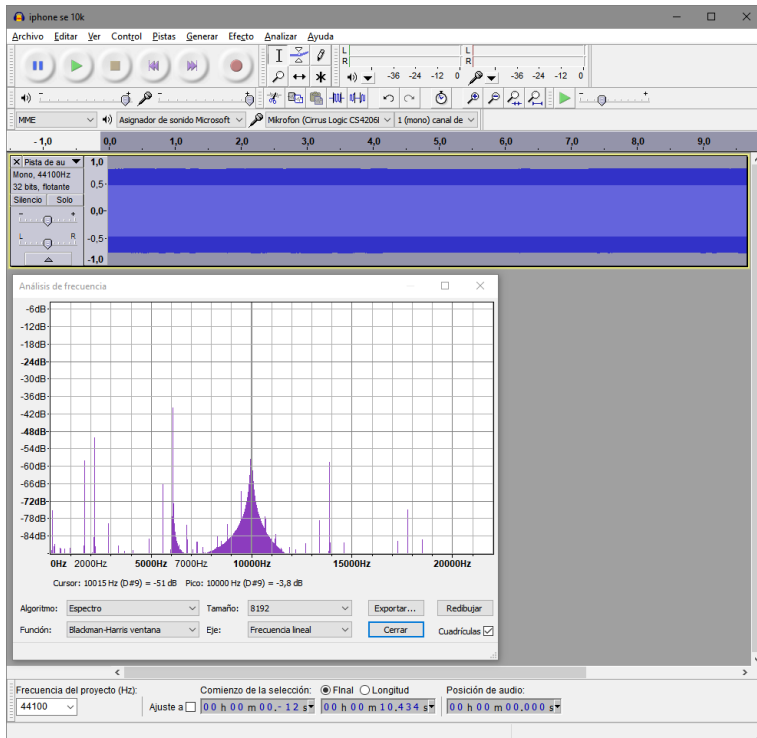 iphone se 10k
Archivo Editar Ver Control Pistas Generar Efecto Analizar Ayuda
L
R
-36 -24 -12 0
L
R
-36 -24 -12 0
MME Asignador de sonido Microsoft Mikrofon (Cirrus Logic CS4206I 1 (mono) canal de
- 1,0 0,0 1,0 2,0 3,0 4,0 5,0 6,0 7,0 8,0 9,0
Pista de au 1,0
Mono, 44100Hz
32 bits, flotante
0,5
Silencio Solo
- + 0,0
L R -0,5
-1,0
Análisis de frecuencia
-6dB
-12dB
-18dB
-24dB
-30dB
-36dB
-42dB
-48dB
-54dB
-60dB
-66dB
-72dB
-78dB
-84dB
0Hz 2000Hz 5000Hz 7000Hz 10000Hz 15000Hz 20000Hz
Cursor: 10015 Hz (D#9) = -51 dB Pico: 10000 Hz (D#9) = -3,8 dB
Algoritmo: Espectro Tamaño: 8192 Exportar... Redibujar
Función: Blackman-Harris ventana Eje: Frecuencia lineal Cerrar Cuadrículas
Frecuencia del proyecto (Hz): Comienzo de la selección: FInal Longitud Posición de audio:
44100 Ajuste a 00 h 00 m 00.- 12 s 00 h 00 m 10.434 s 00 h 00 m 00.000 s